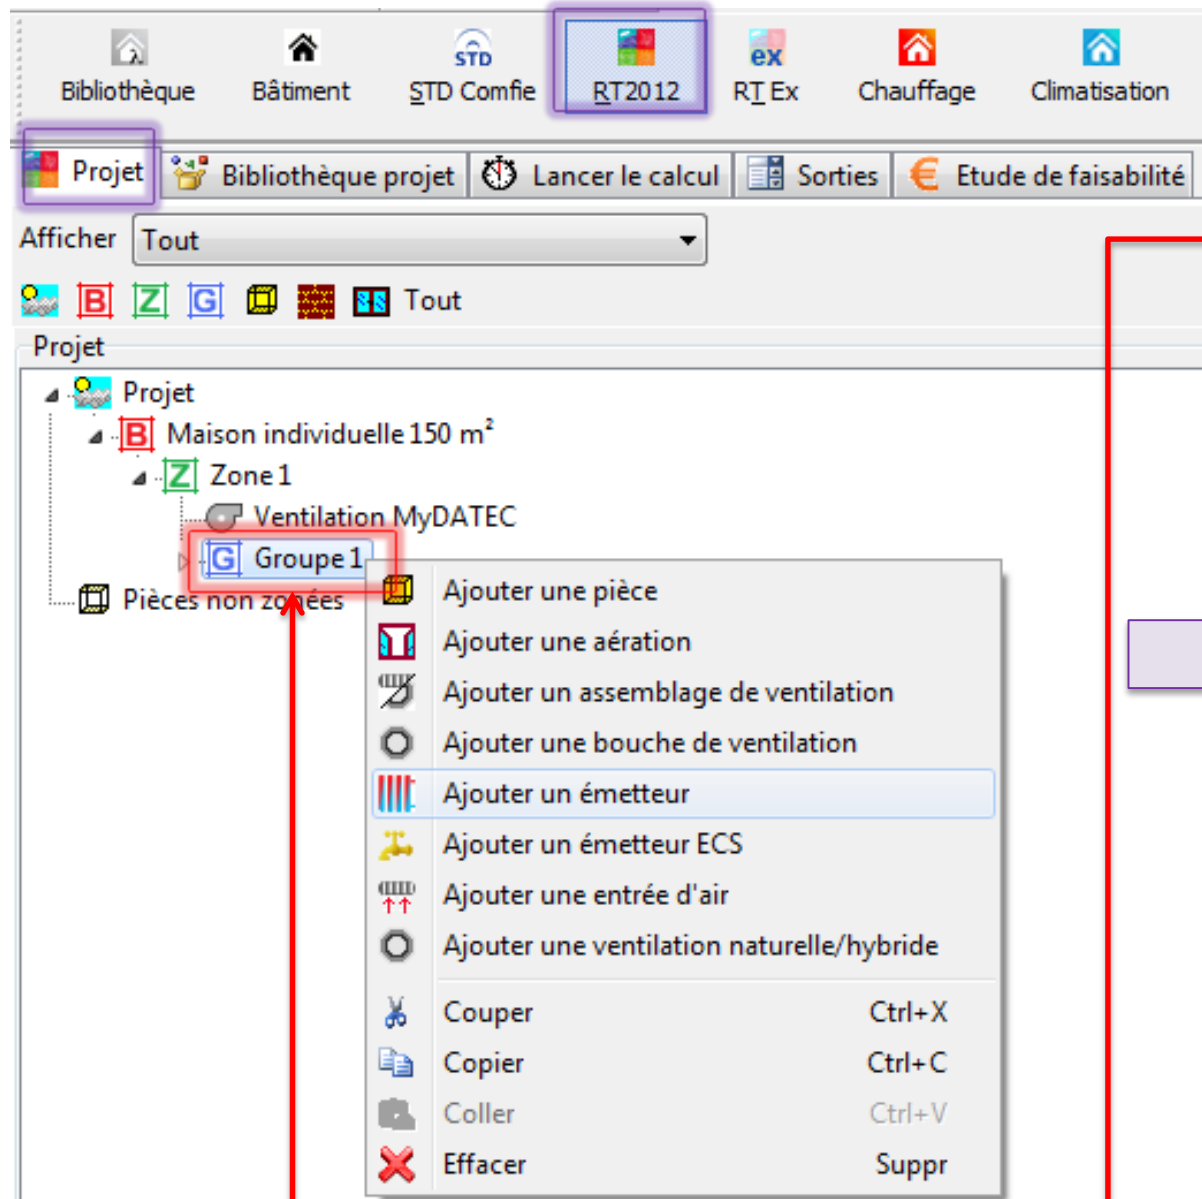 λ STD ex
Bibliothèque Bâtiment STD Comfie RT2012 RT Ex Chauffage Climatisation
Projet Bibliothèque projet Lancer le calcul Sorties € Etude de faisabilité
Afficher Tout
B Z G Tout
Projet
Projet
B Maison individuelle 150 m²
Z Zone 1
Ventilation MyDATEC
G Groupe 1
Pièces non zonées
Ajouter une pièce
Ajouter une aération
Ajouter un assemblage de ventilation
Ajouter une bouche de ventilation
Ajouter un émetteur
Ajouter un émetteur ECS
Ajouter une entrée d'air
Ajouter une ventilation naturelle/hybride
Couper Ctrl+X
Copier Ctrl+C
Coller Ctrl+V
Effacer Suppr